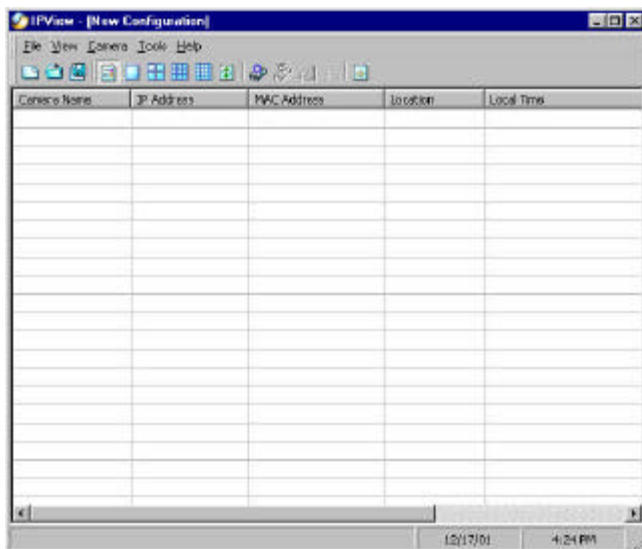 IPView - [New Configuration]
File View Camera Tools Help
Camera Name IP Address MAC Address Location Local Time
12/17/01 4:24 PM